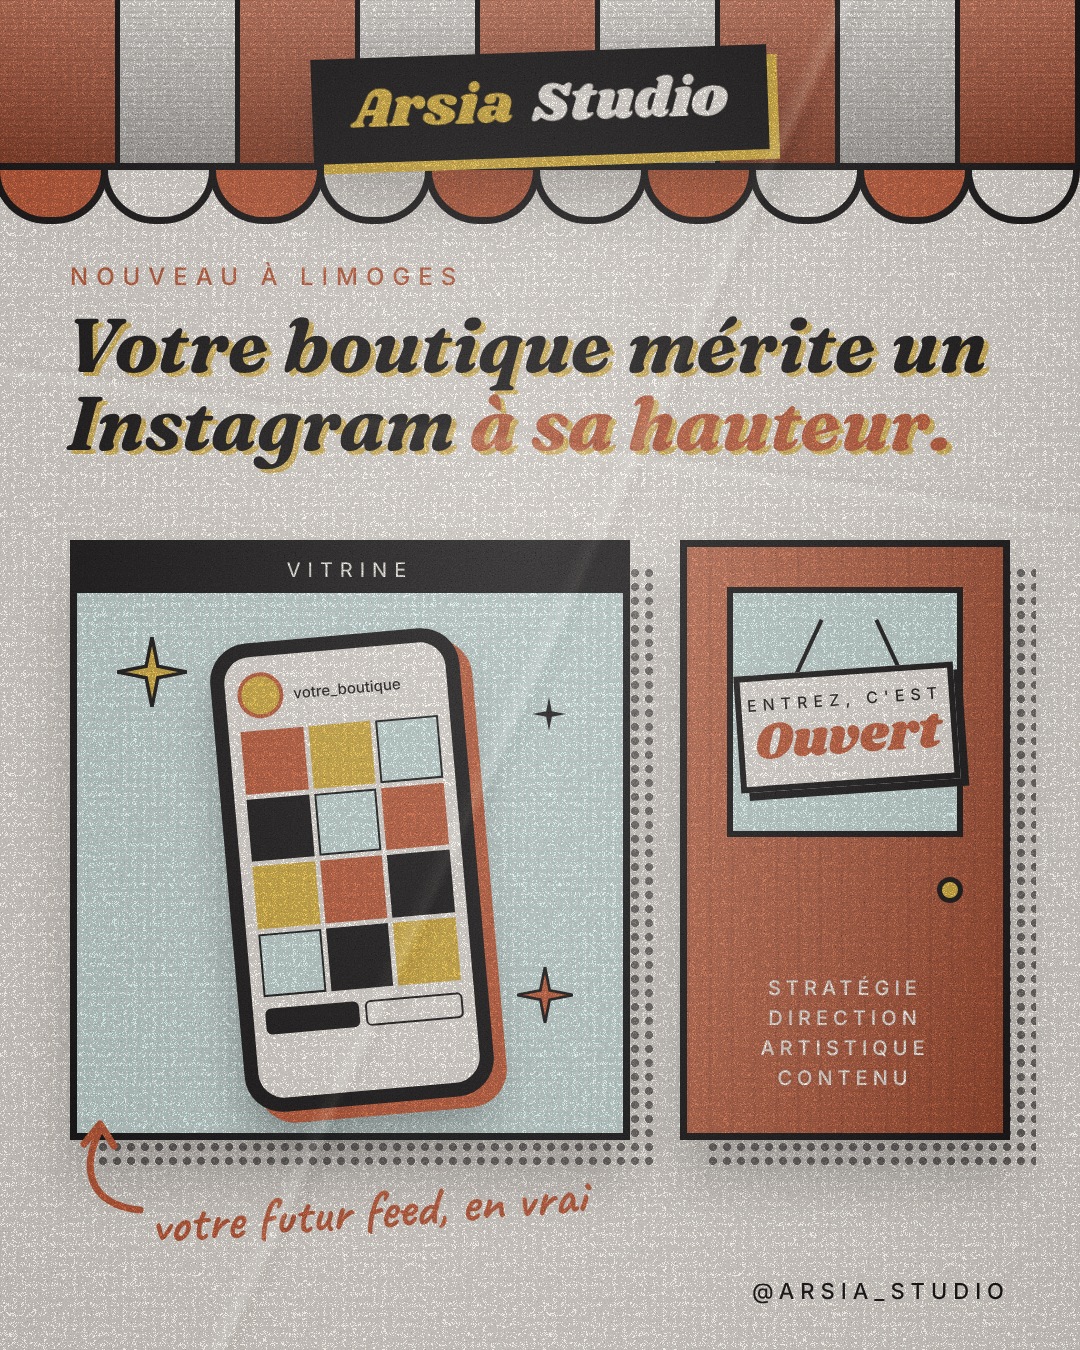 Arsia Studio
NOUVEAU À LIMOGES
Votre boutique mérite un
Instagram à sa hauteur.
VITRINE
votre_boutique
ENTREZ, C'EST
Ouvert
STRATÉGIE
DIRECTION
ARTISTIQUE
CONTENU
votre futur feed, en vrai
@ARSIA_STUDIO